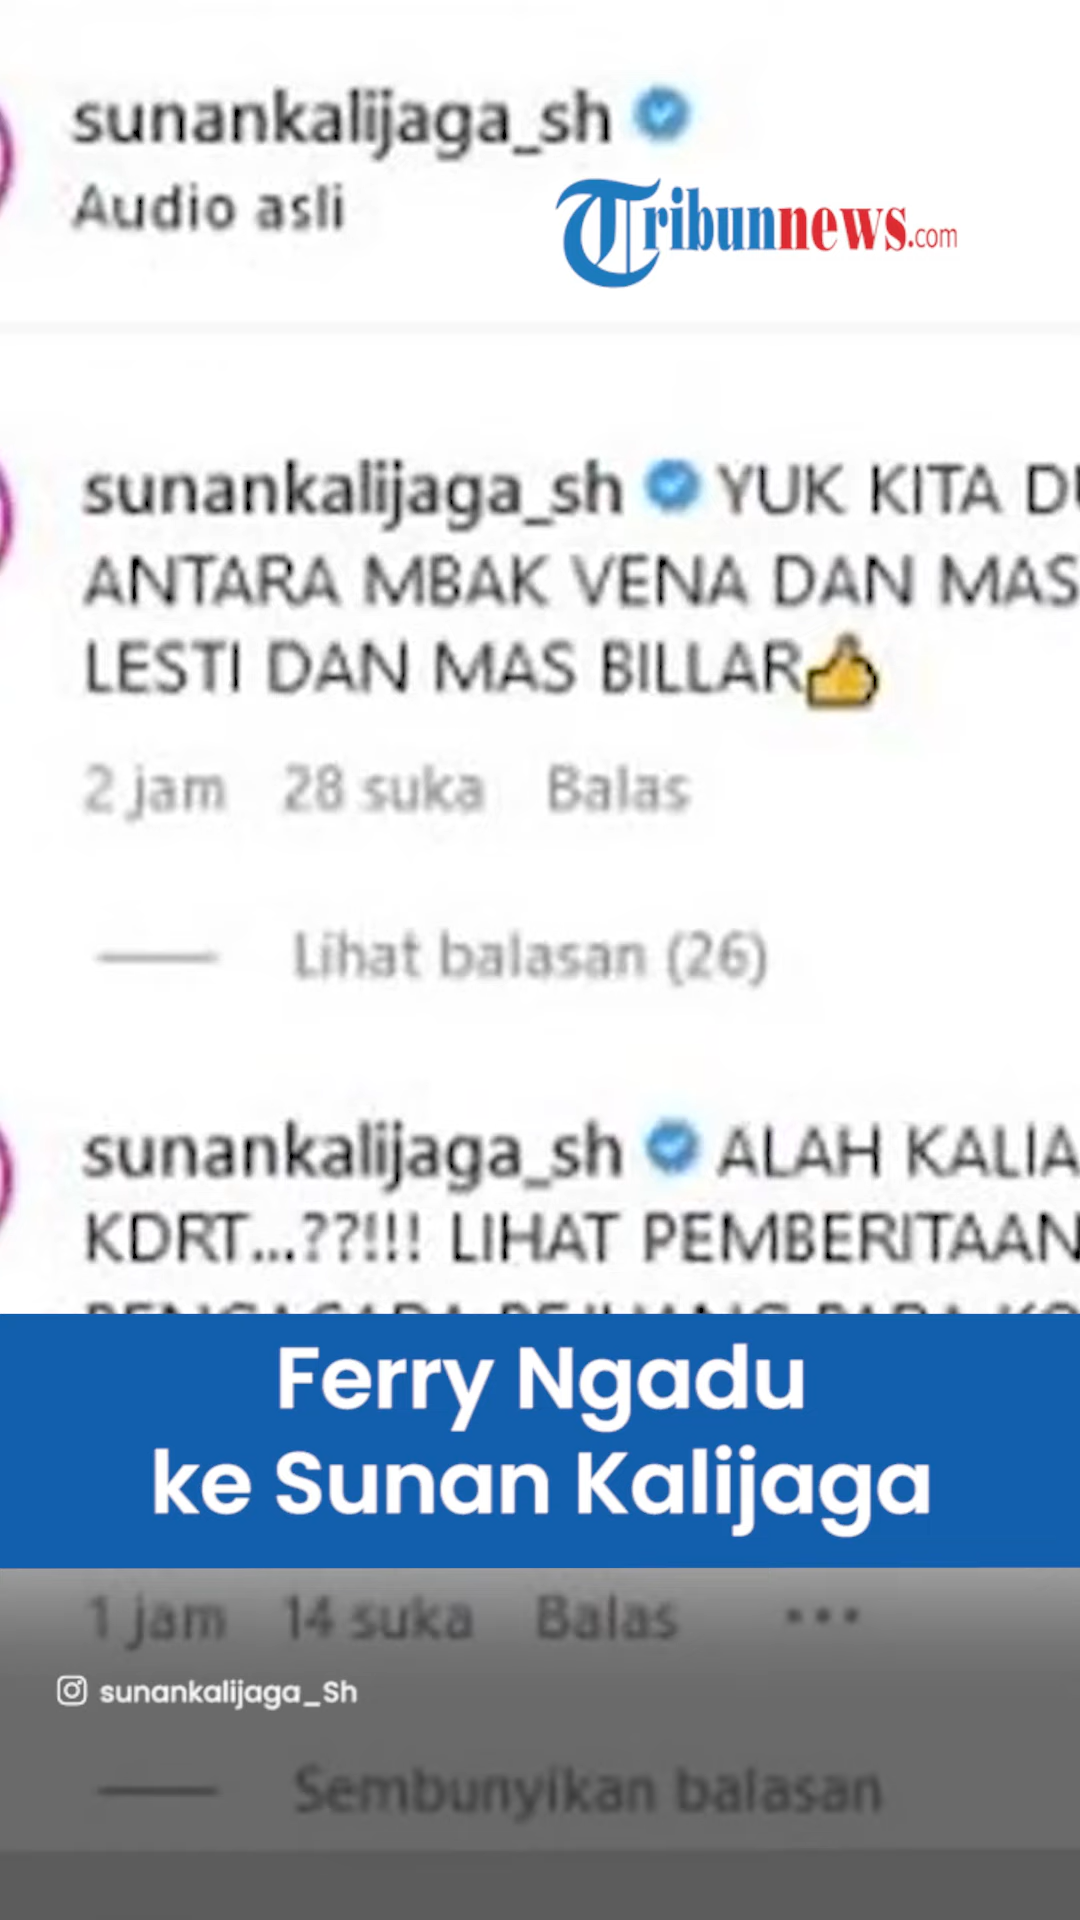 sunankalijaga_sh
Audio asli
Tribunnews.com
sunankalijaga_sh YUK KITA
ANTARA MBAK VENA DAN MAS
LESTI DAN MAS BILLAR
2 jam 28 suka Balas
Lihat balasan (26)
sunankalijaga_sh ALAH KALIA
KDRT...??!!! LIHAT PEMBERITAAN
Ferry Ngadu
ke Sunan Kalijaga
1 jam 14 suka Balas
sunankalijaga_Sh
Sembunyikan balasan